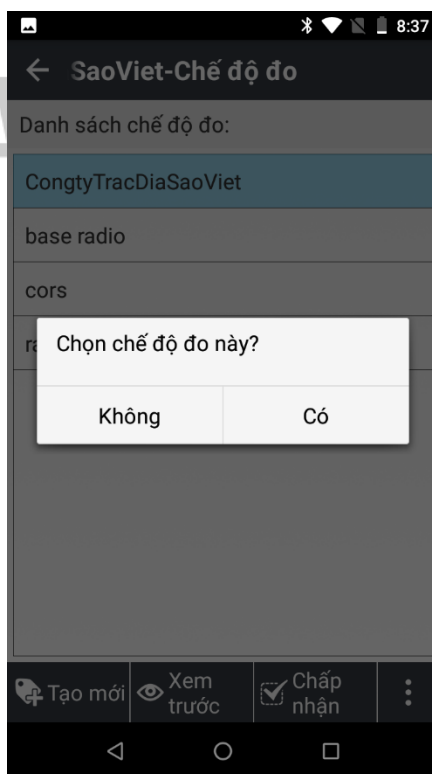 8:37
SaoViet-Chế độ đo
Danh sách chế độ đo:
CongtyTracDiaSaoViet
base radio
cors
Chọn chế độ đo này?
Không
Có
Tạo mới
Xem
trước
Chấp
nhận